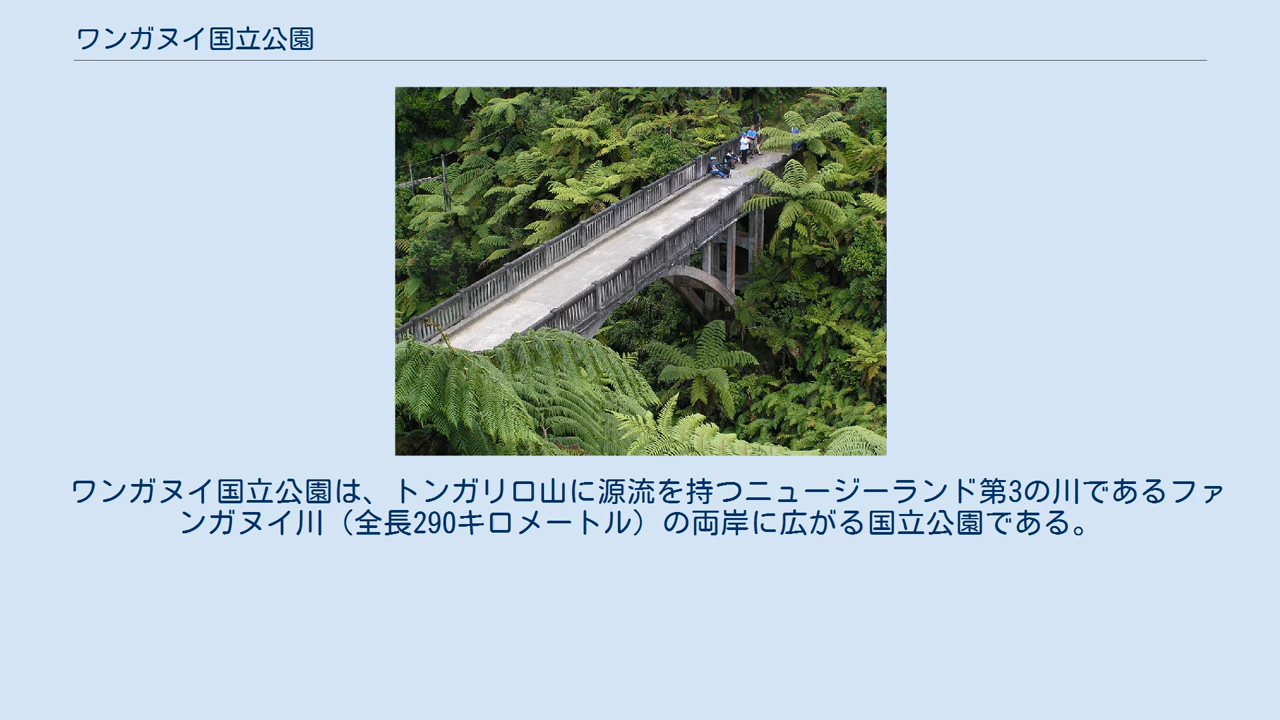 ワンガヌイ国立公園
ワンガヌイ国立公園は、トンガリロ山に源流を持つニュージーランド第3の川であるファ
ンガヌイ川（全長290キロメートル）の両岸に広がる国立公園である。